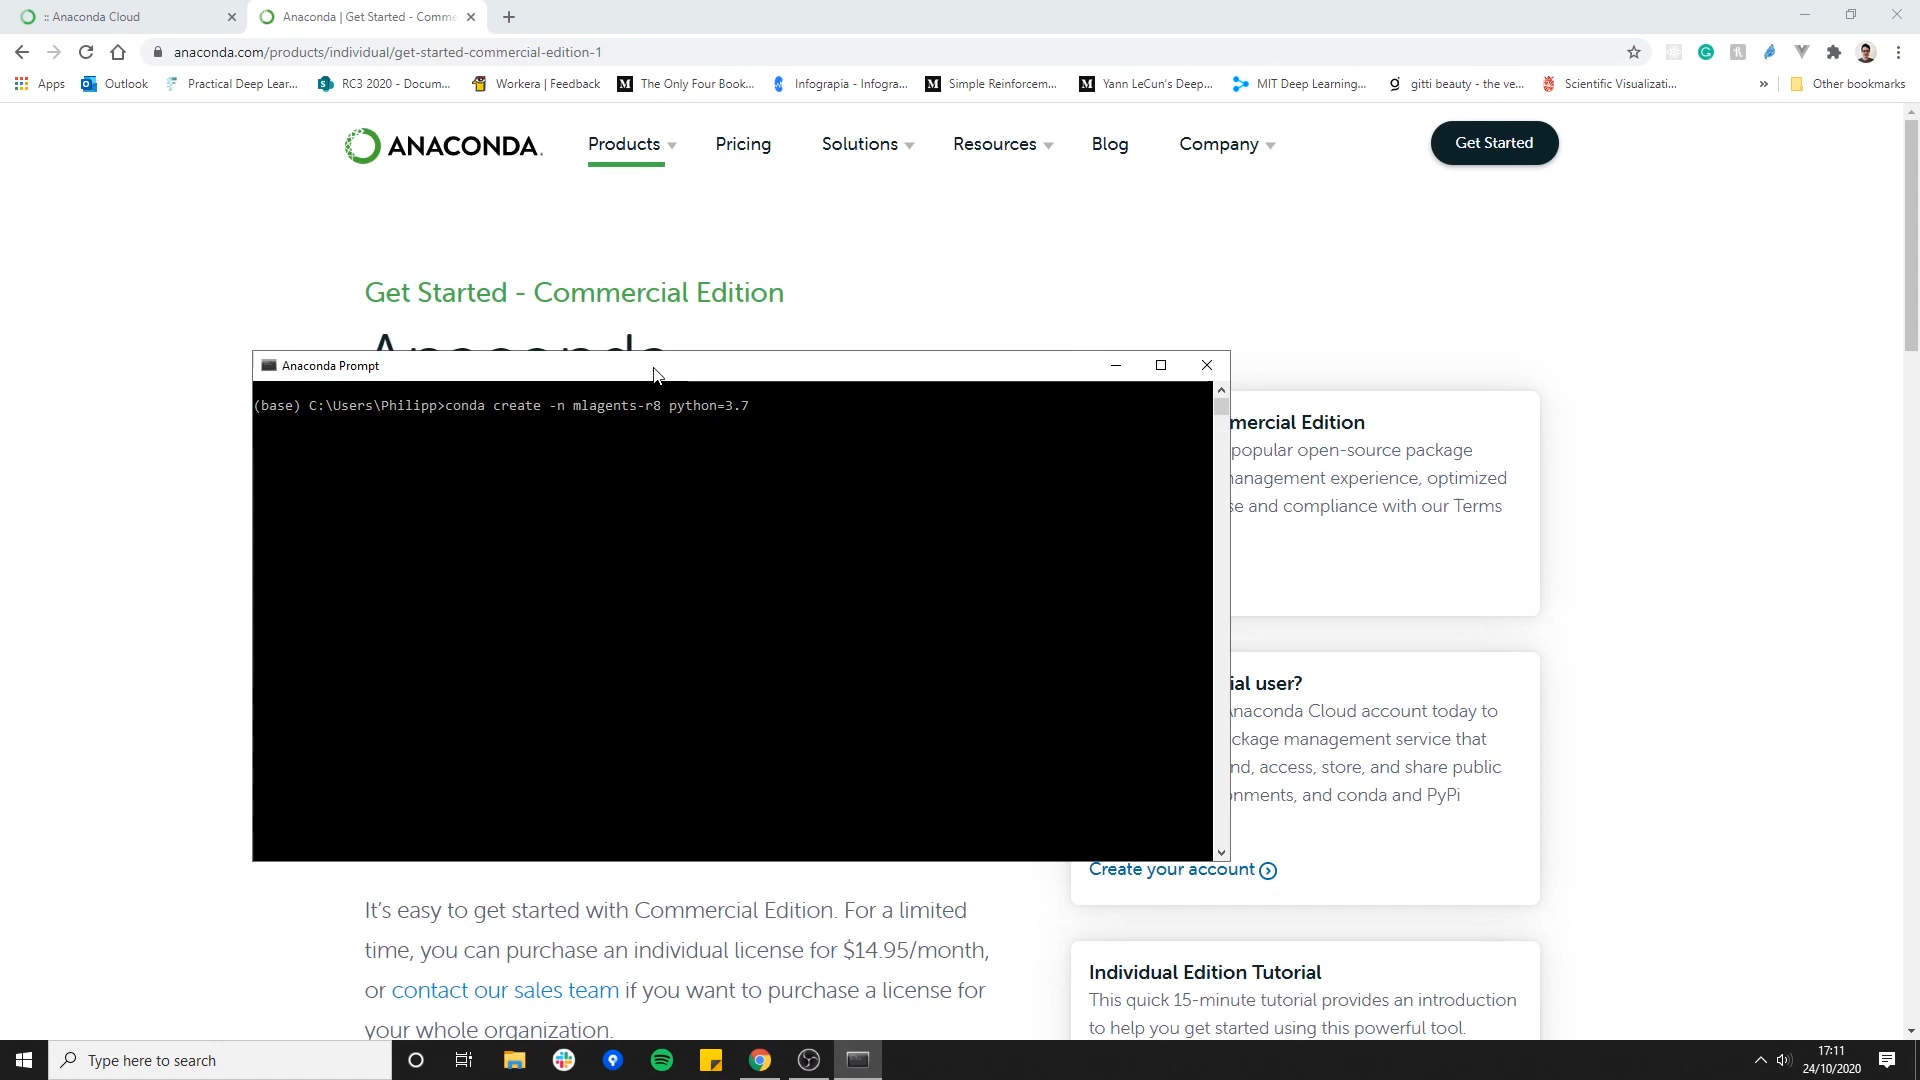 :: Anaconda Cloud
Anaconda | Get Started - Comme
anaconda.com/products/individual/get-started-commercial-edition-1
Apps
Outlook
Practical Deep Lear...
RC3 2020 - Docum...
Workera | Feedback
The Only Four Book...
Infograpia - Infogra...
Simple Reinforcem...
Yann LeCun's Deep...
MIT Deep Learning...
gitti beauty - the ve...
Scientific Visualizati...
»
Other bookmarks
ANACONDA.
Products
Pricing
Solutions
Resources
Blog
Company
Get Started
Get Started - Commercial Edition
Anaconda Prompt
(base) C:\Users\Philipp>conda create -n mlagents-r8 python=3.7
mercial Edition
popular open-source package
anagement experience, optimized
se and compliance with our Terms
ial user?
Anaconda Cloud account today to
ckage management service that
nd, access, store, and share public
onments, and conda and PyPi
Create your account
It's easy to get started with Commercial Edition. For a limited
time, you can purchase an individual license for $14.95/month,
or contact our sales team if you want to purchase a license for
your whole organization.
Individual Edition Tutorial
This quick 15-minute tutorial provides an introduction
to help you get started using this powerful tool.
Type here to search
17:11
24/10/2020